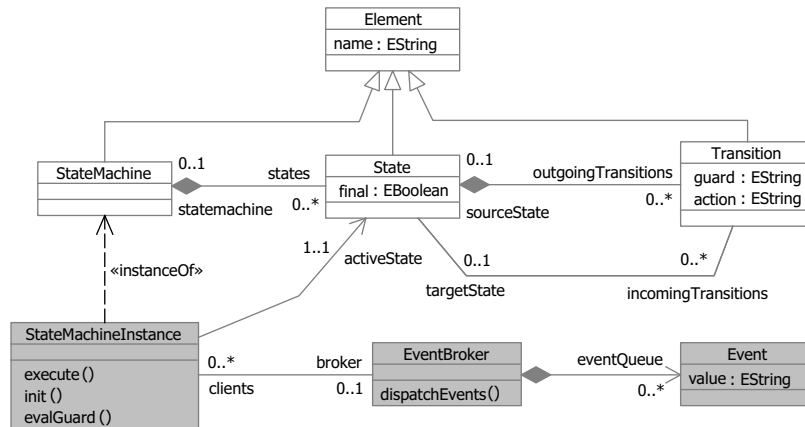 Element
name : EString
StateMachine
0..1
states
statemachine
0..*
State
final : EBoolean
0..1
outgoingTransitions
sourceState
0..*
Transition
guard : EString
action : EString
«instanceOf»
1..1
activeState
0..1
targetState
0..*
incomingTransitions
StateMachineInstance
execute()
init()
evalGuard()
0..*
clients
broker
0..1
EventBroker
dispatchEvents()
eventQueue
0..*
Event
value : EString